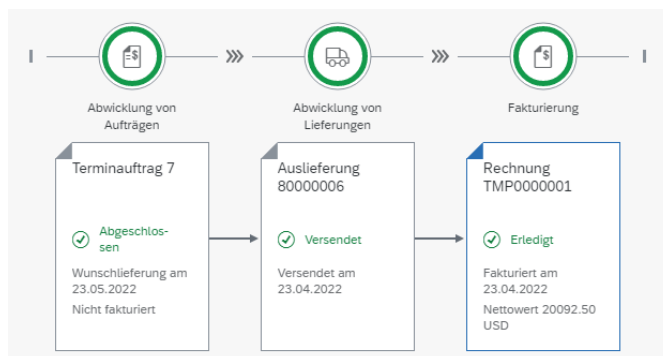 Abwicklung von
Aufträgen
Abwicklung von
Lieferungen
Fakturierung
Terminauftrag 7
Abgeschlos-
sen
Wunschlieferung am
23.05.2022
Nicht fakturiert
Auslieferung
80000006
Versendet
Versendet am
23.04.2022
Rechnung
TMP0000001
Erledigt
Fakturiert am
23.04.2022
Nettowert 20092.50
USD